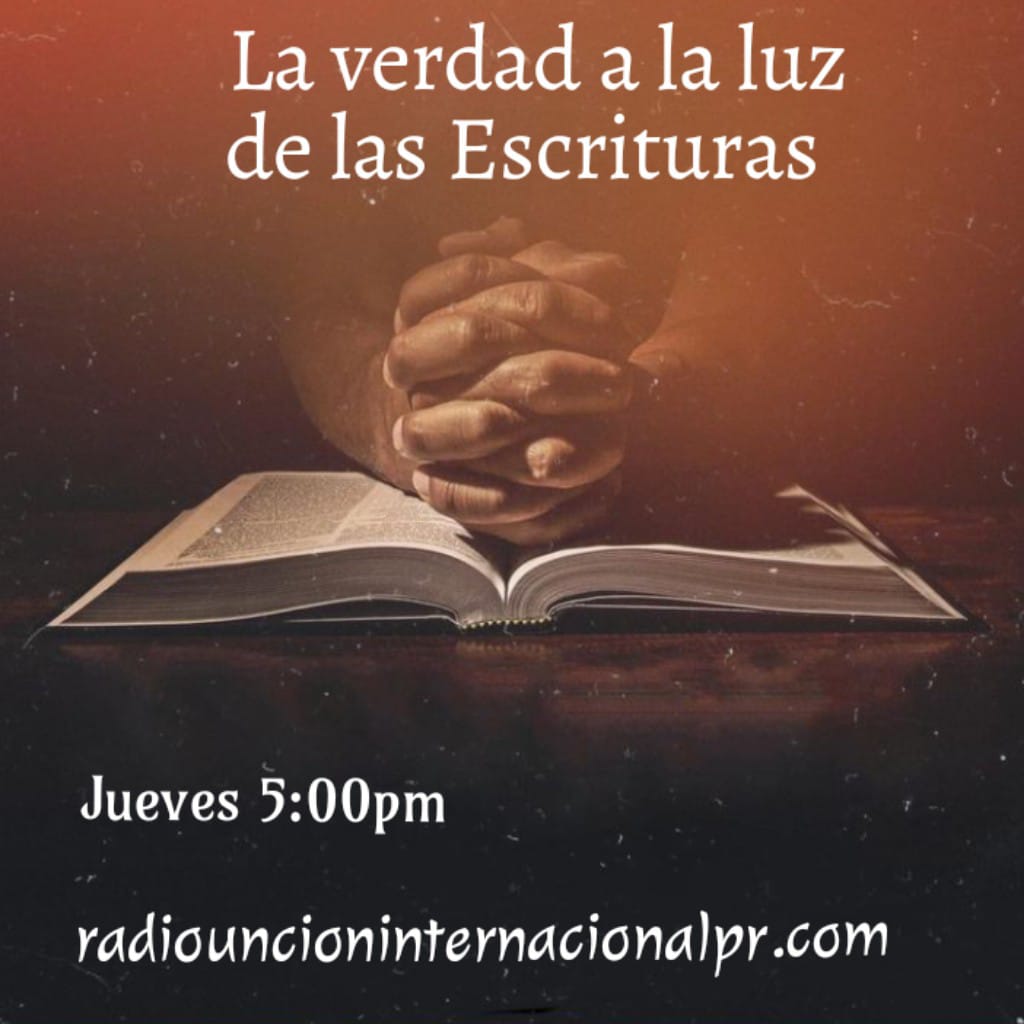 La verdad a la luz
de las Escrituras
Jueves 5:00pm
radiouncioninternacionalpr.com